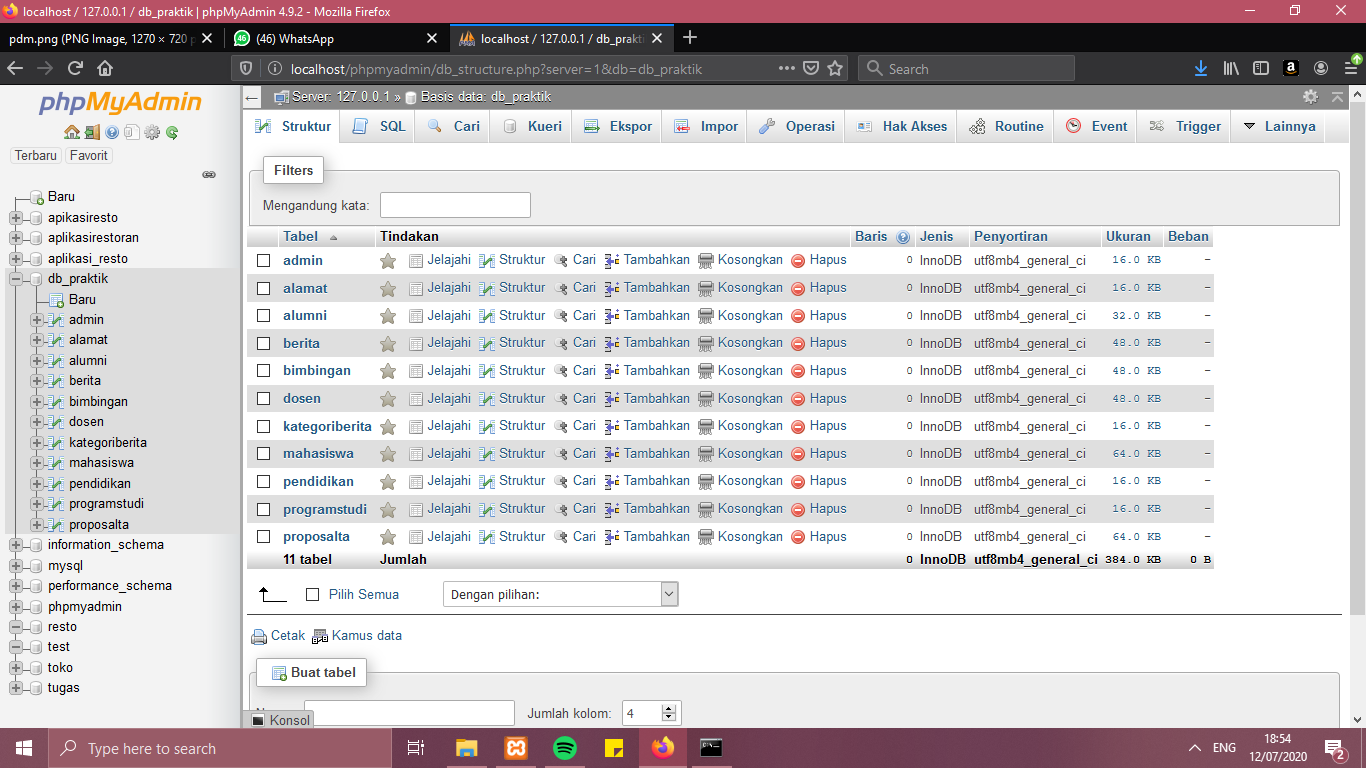 localhost / 127.0.0.1 / db_praktik | phpMyAdmin 4.9.2 - Mozilla Firefox
pdm.png (PNG Image, 1270 × 720 p
(46) WhatsApp
localhost / 127.0.0.1 / db_prakt
localhost/phpmyadmin/db_structure.php?server=1&db=db_praktik
Search
phpMyAdmin
Terbaru Favorit
Baru
apikasiresto
aplikasirestoran
aplikasi_resto
db_praktik
Baru
admin
alamat
alumni
berita
bimbingan
dosen
kategoriberita
mahasiswa
pendidikan
programstudi
proposalta
information_schema
mysql
performance_schema
phpmyadmin
resto
test
toko
tugas
Server: 127.0.0.1 » Basis data: db_praktik
Struktur SQL Cari Kueri Ekspor Impor Operasi Hak Akses Routine Event Trigger Lainnya
Filters
Mengandung kata:
Tabel Tindakan Baris Jenis Penyortiran Ukuran Beban
admin Jelajahi Struktur Cari Tambahkan Kosongkan Hapus 0 InnoDB utf8mb4_general_ci 16.0 KB -
alamat Jelajahi Struktur Cari Tambahkan Kosongkan Hapus 0 InnoDB utf8mb4_general_ci 16.0 KB -
alumni Jelajahi Struktur Cari Tambahkan Kosongkan Hapus 0 InnoDB utf8mb4_general_ci 32.0 KB -
berita Jelajahi Struktur Cari Tambahkan Kosongkan Hapus 0 InnoDB utf8mb4_general_ci 48.0 KB -
bimbingan Jelajahi Struktur Cari Tambahkan Kosongkan Hapus 0 InnoDB utf8mb4_general_ci 48.0 KB -
dosen Jelajahi Struktur Cari Tambahkan Kosongkan Hapus 0 InnoDB utf8mb4_general_ci 48.0 KB -
kategoriberita Jelajahi Struktur Cari Tambahkan Kosongkan Hapus 0 InnoDB utf8mb4_general_ci 16.0 KB -
mahasiswa Jelajahi Struktur Cari Tambahkan Kosongkan Hapus 0 InnoDB utf8mb4_general_ci 64.0 KB -
pendidikan Jelajahi Struktur Cari Tambahkan Kosongkan Hapus 0 InnoDB utf8mb4_general_ci 16.0 KB -
programstudi Jelajahi Struktur Cari Tambahkan Kosongkan Hapus 0 InnoDB utf8mb4_general_ci 16.0 KB -
proposalta Jelajahi Struktur Cari Tambahkan Kosongkan Hapus 0 InnoDB utf8mb4_general_ci 64.0 KB -
11 tabel Jumlah 0 InnoDB utf8mb4_general_ci 384.0 KB 0 B
Pilih Semua Dengan pilihan:
Cetak Kamus data
Buat tabel
Jumlah kolom: 4
Konsol
Type here to search
ENG
18:54
12/07/2020
2